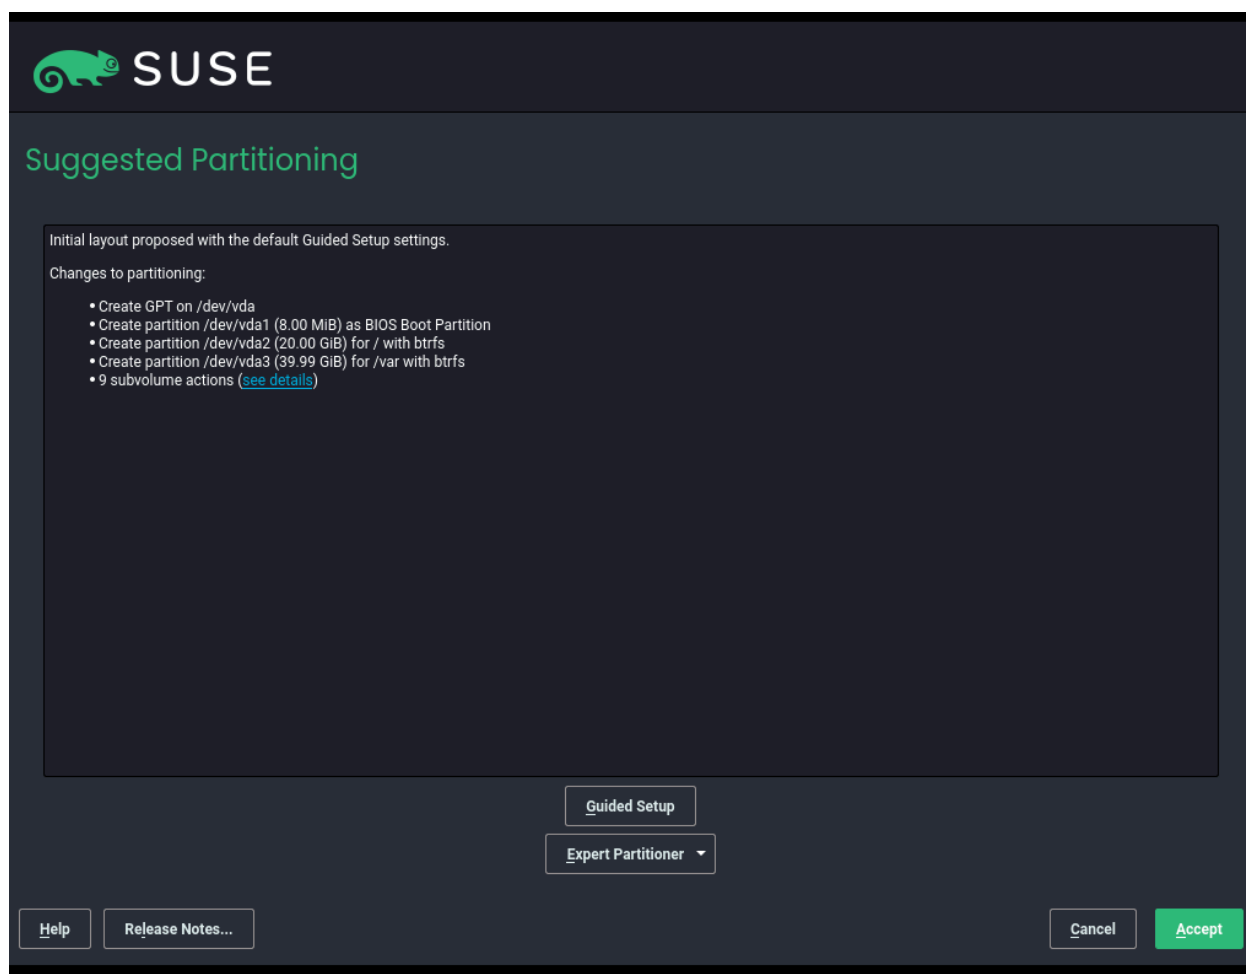 SUSE
Suggested Partitioning
Initial layout proposed with the default Guided Setup settings.
Changes to partitioning:
• Create GPT on /dev/vda
• Create partition /dev/vda1 (8.00 MiB) as BIOS Boot Partition
• Create partition /dev/vda2 (20.00 GiB) for / with btrfs
• Create partition /dev/vda3 (39.99 GiB) for /var with btrfs
• 9 subvolume actions (see details)
Guided Setup
Expert Partitioner
Help
Release Notes...
Cancel
Accept